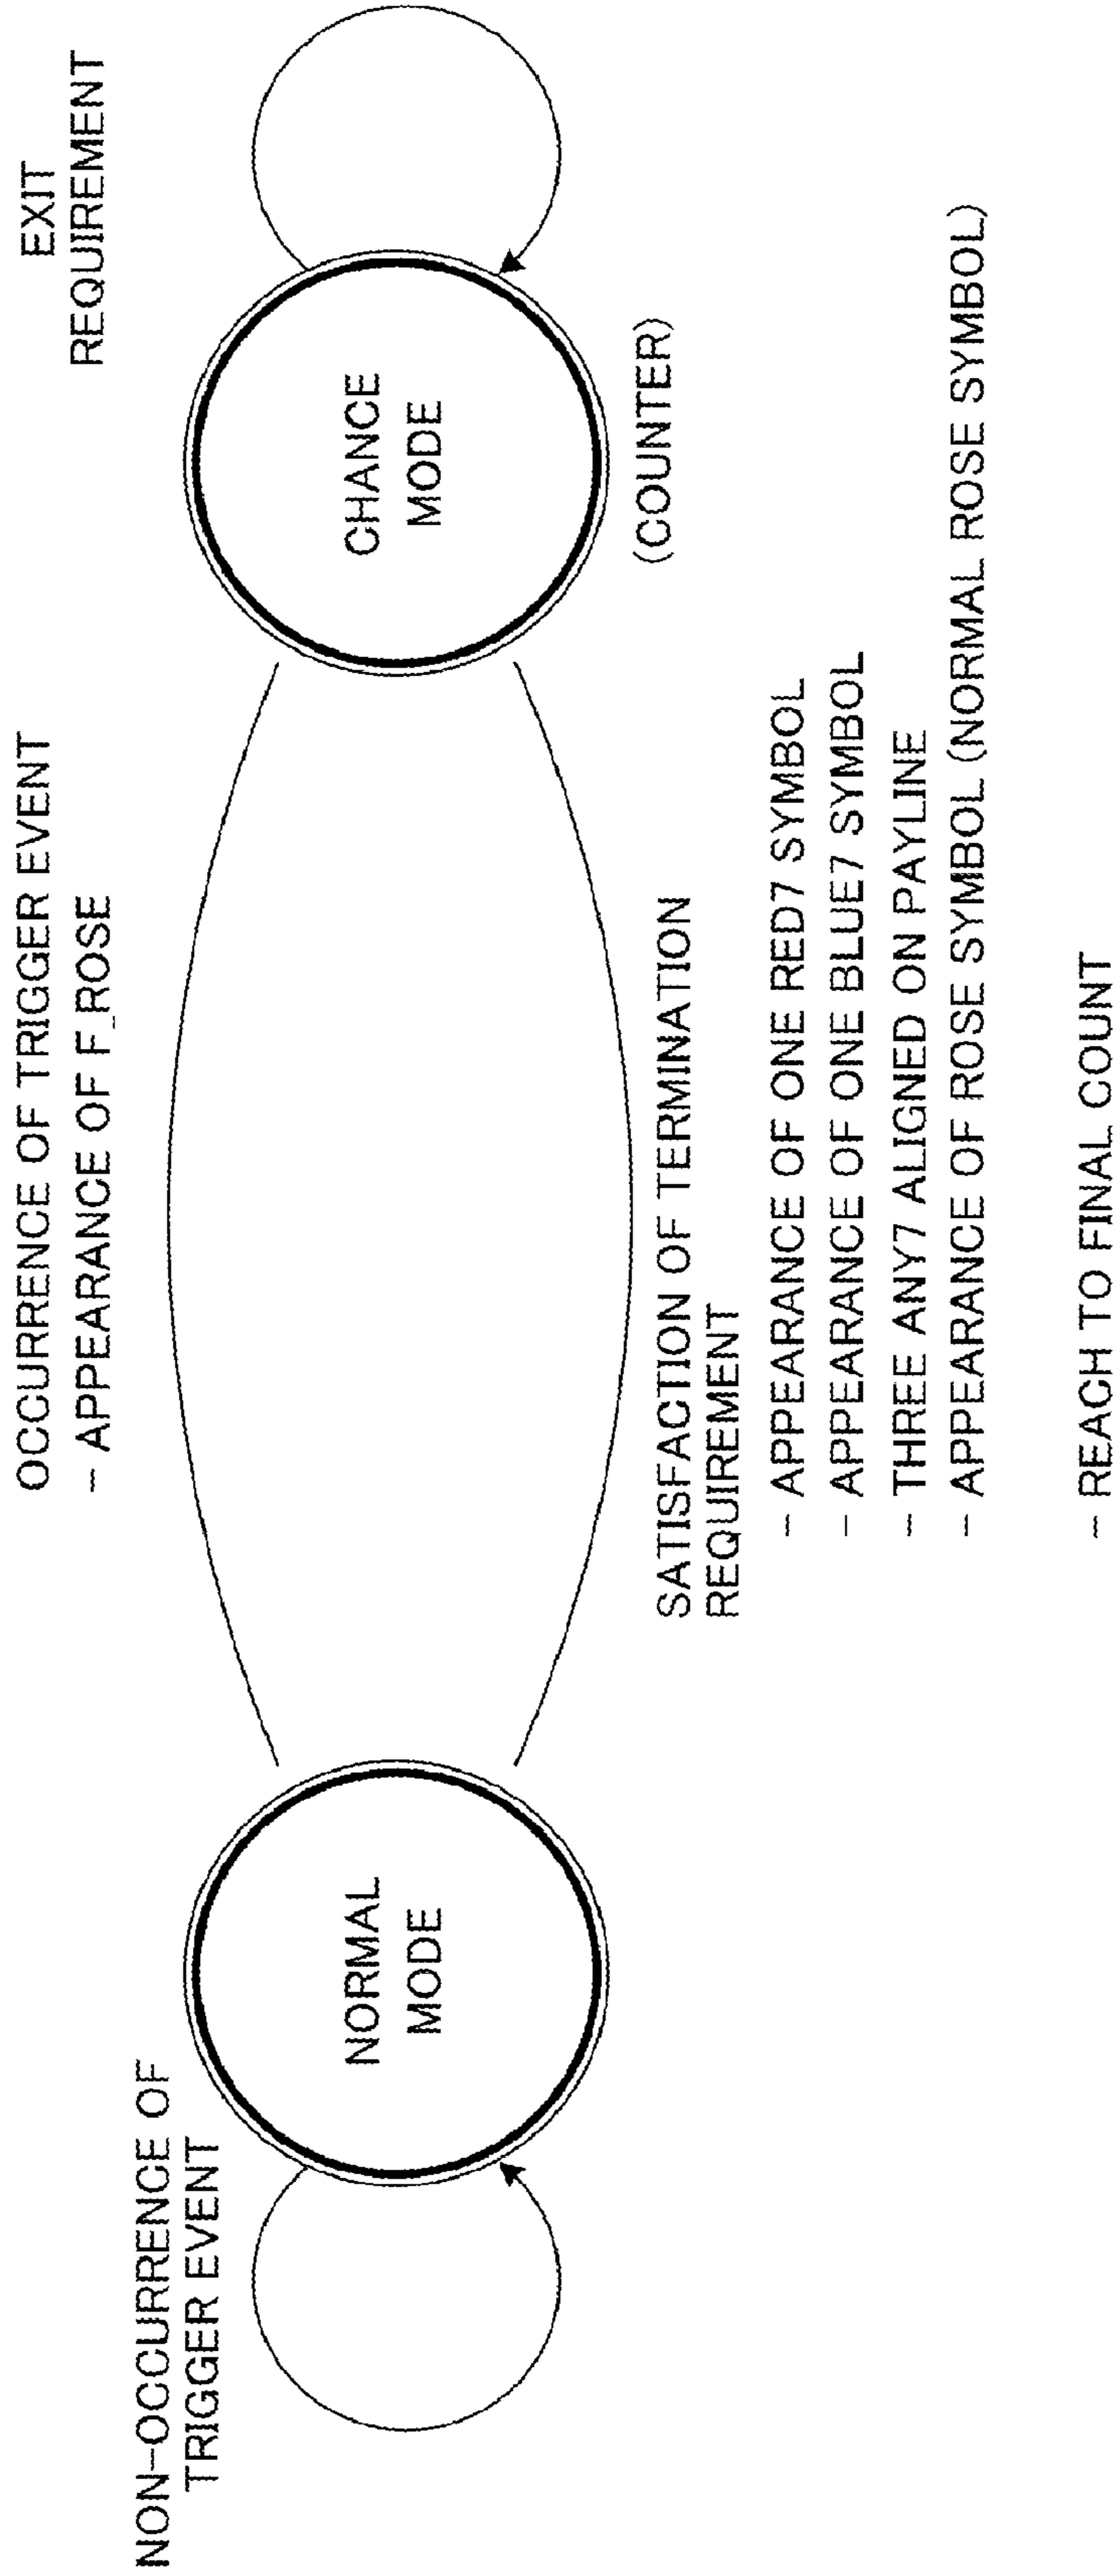 NON-OCCURRENCE OF
TRIGGER EVENT
NORMAL
MODE
OCCURRENCE OF TRIGGER EVENT
- APPEARANCE OF F_ROSE
EXIT
REQUIREMENT
CHANCE
MODE
(COUNTER)
SATISFACTION OF TERMINATION
REQUIREMENT
- APPEARANCE OF ONE RED7 SYMBOL
- APPEARANCE OF ONE BLUE7 SYMBOL
- THREE ANY7 ALIGNED ON PAYLINE
- APPEARANCE OF ROSE SYMBOL (NORMAL ROSE SYMBOL)
- REACH TO FINAL COUNT